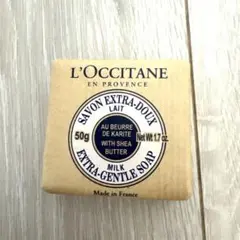 L'OCCITANE
EN PROVENCE
SAVON EXTRA-DOUX
LAIT
50g
AU BEURRE
DE KARITE
WITH SHEA
BUTTER
Net Wt. 1.7 oz.
MILK
EXTRA-GENTLE SOAP
Made in France